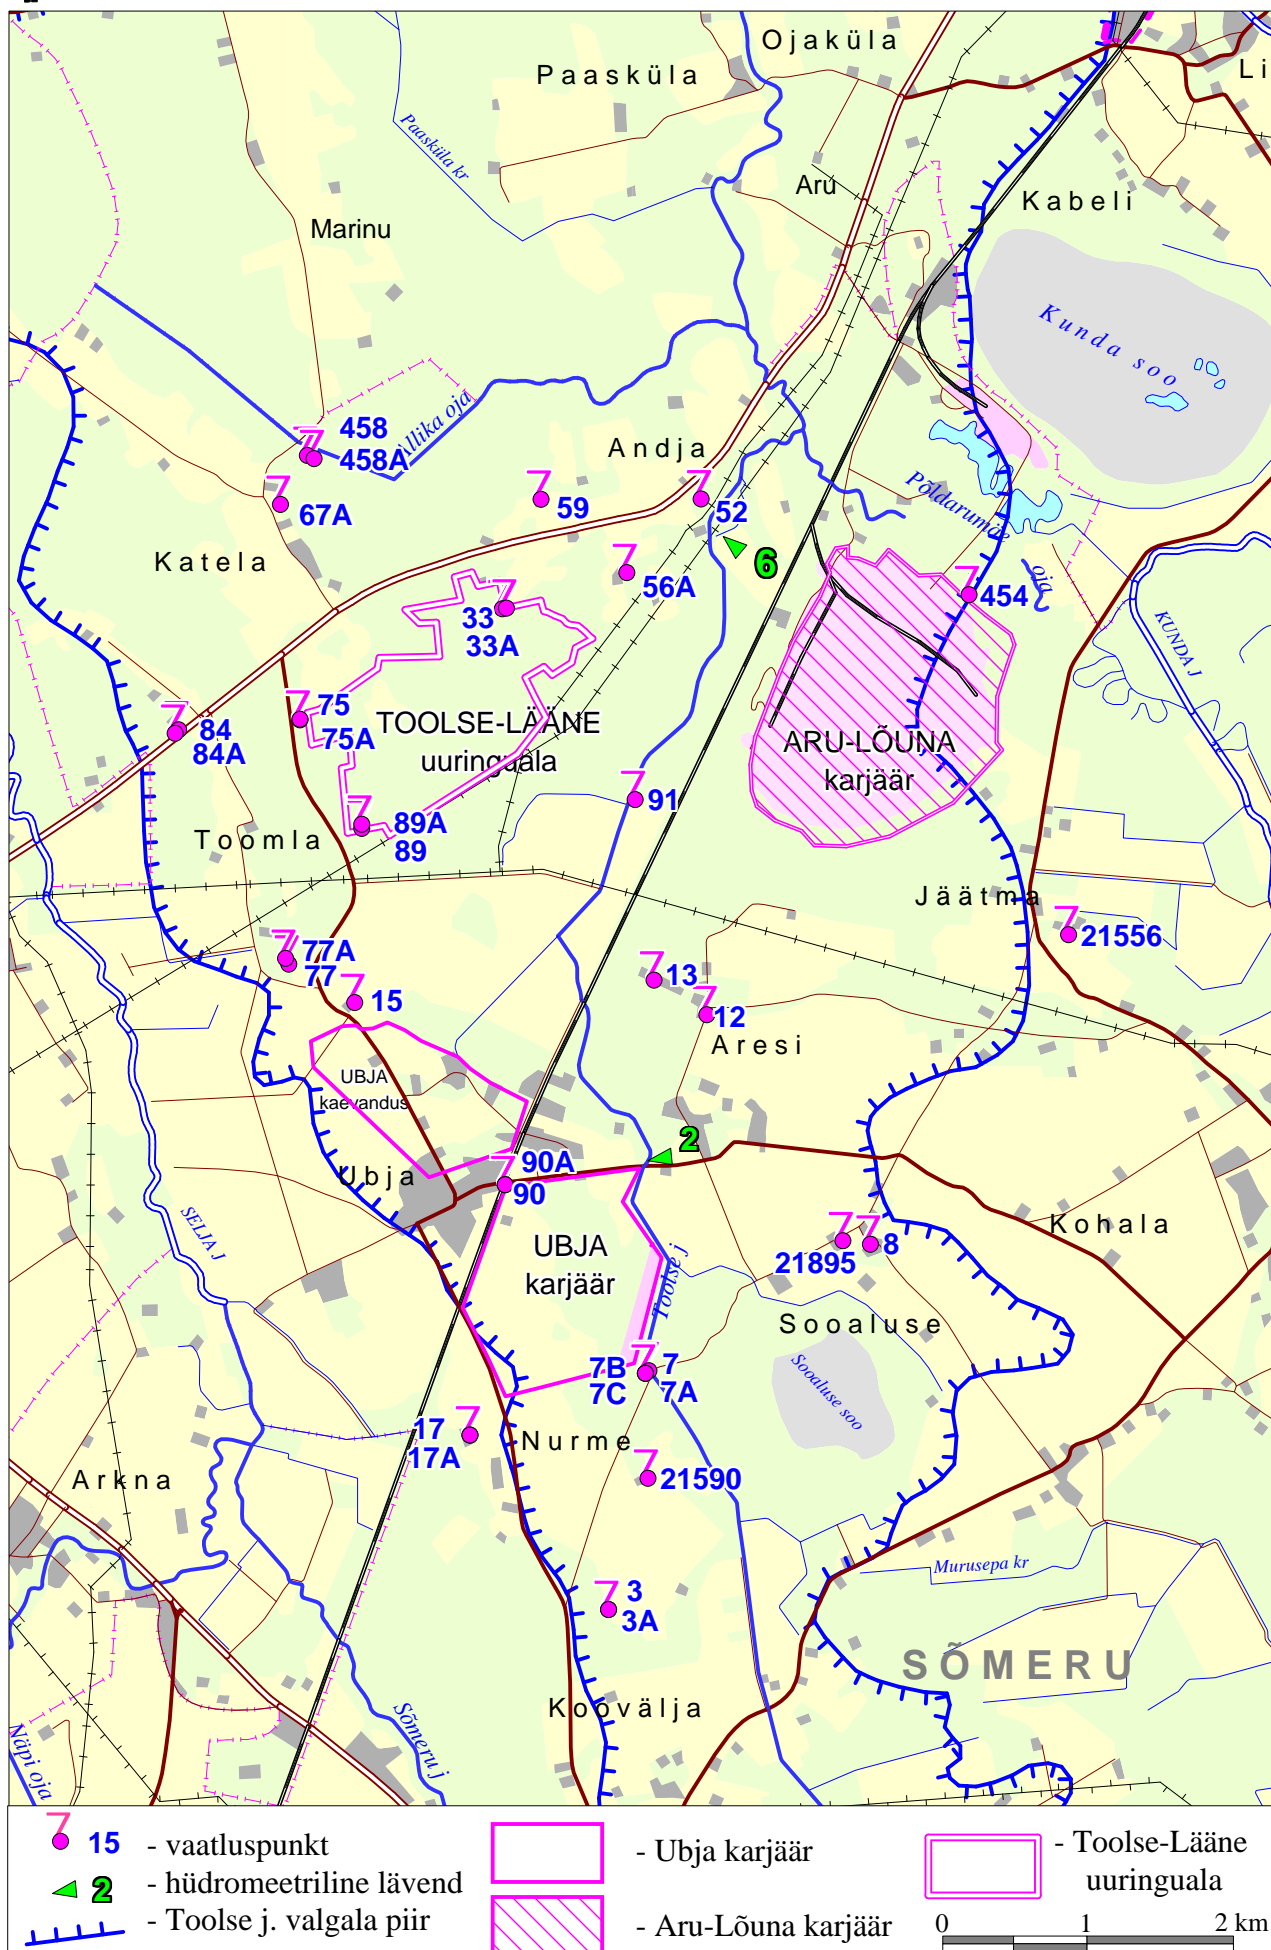 Ojaküla
Paasküla
Li
Paasküla kr
Aru
Kabeli
Marinu
Kunda soo
458
Allika oja
458A
Andja
67A
59
52
Põldarumäe
oja
Katela
6
56A
454
33
33A
KUNDA J
75
TOOLSE-LÄÄNE
75A
uuringuala
84
84A
ARU-LÕUNA
karjäär
91
89A
89
Toomla
Jäätma
21556
77A
77
13
15
12
Aresi
UBJA
kaevandus
2
90A
90
Ubja
SELJA J
Kohala
UBJA
karjäär
8
21895
Toolse j
Sooaluse
Sooaluse soo
7B
7
7C
7A
17
17A
Nurme
21590
Arkna
Murusepa kr
3
3A
SÕMERU
Koovälja
Sõmeru j
Näpi oja
15 - vaatluspunkt
2 - hüdromeetriline lävend
- Toolse j. valgala piir
- Ubja karjäär
- Aru-Lõuna karjäär
- Toolse-Lääne
uuringuala
0 1 2 km